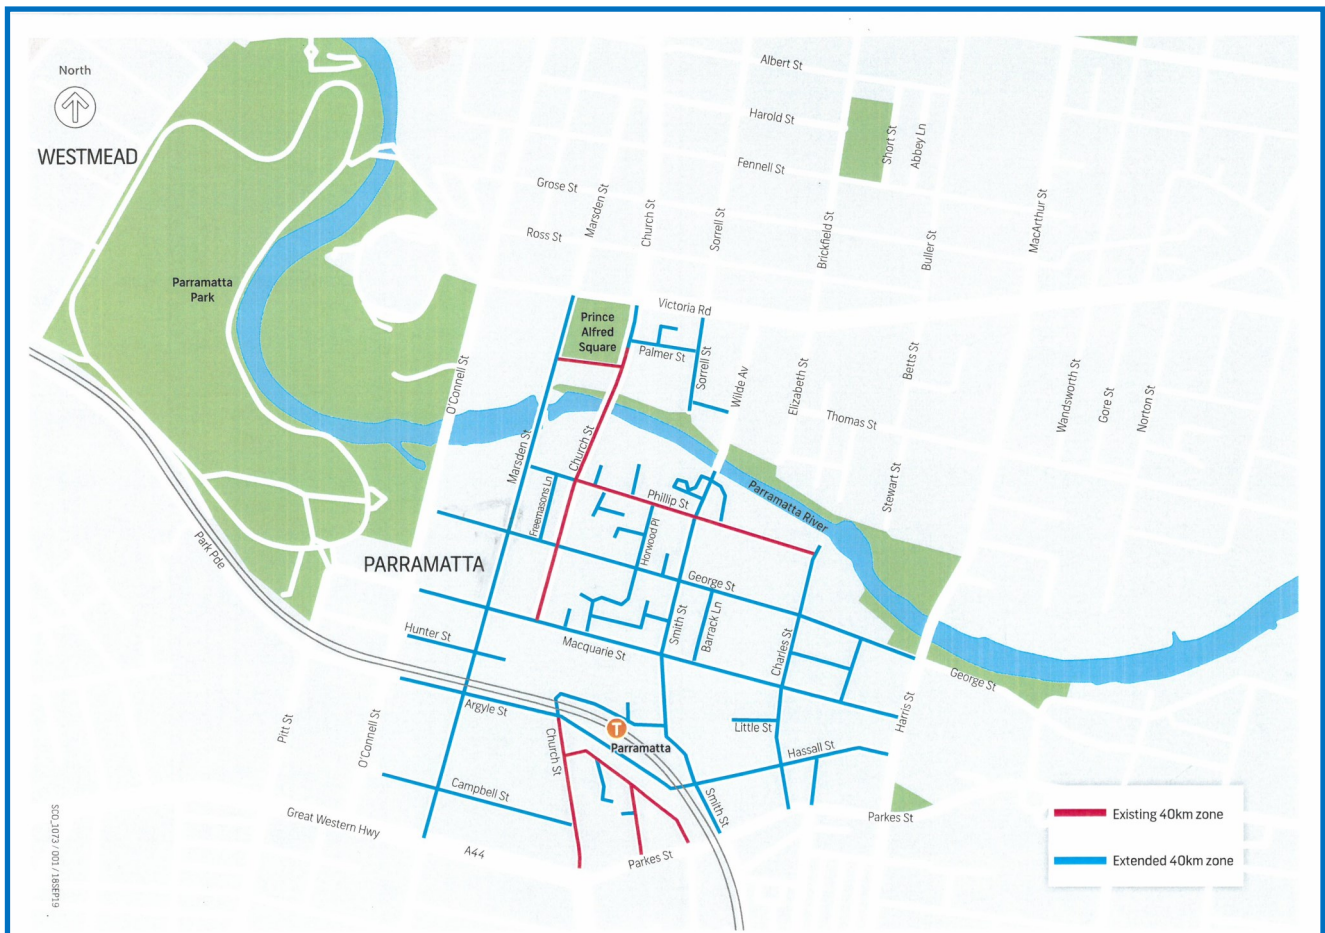 North
WESTMEAD
Albert St
Harold St
Short St
Abbey Ln
Fennell St
Grose St
Marsden St
Church St
Sorrell St
Brickfield St
Buller St
MacArthur St
Ross St
Parramatta
Park
Prince
Alfred
Square
Victoria Rd
Palmer St
Sorrell St
Wilde Av
Elizabeth St
Betts St
Thomas St
Wandsworth St
Gore St
Norton St
O'Connell St
Marsden St
Church St
Freemasons Ln
Phillip St
Horwood Pl
Parramatta River
Stewart St
Park Pde
PARRAMATTA
George St
Smith St
Barrack Ln
Charles St
Hunter St
Macquarie St
George St
Harris St
Pitt St
O'Connell St
Argyle St
Church St
T
Parramatta
Little St
Hassall St
Campbell St
Smith St
Great Western Hwy
A44
Parkes St
Parkes St
Existing 40km zone
Extended 40km zone
SCO_1073 / 001 / 18SEP19